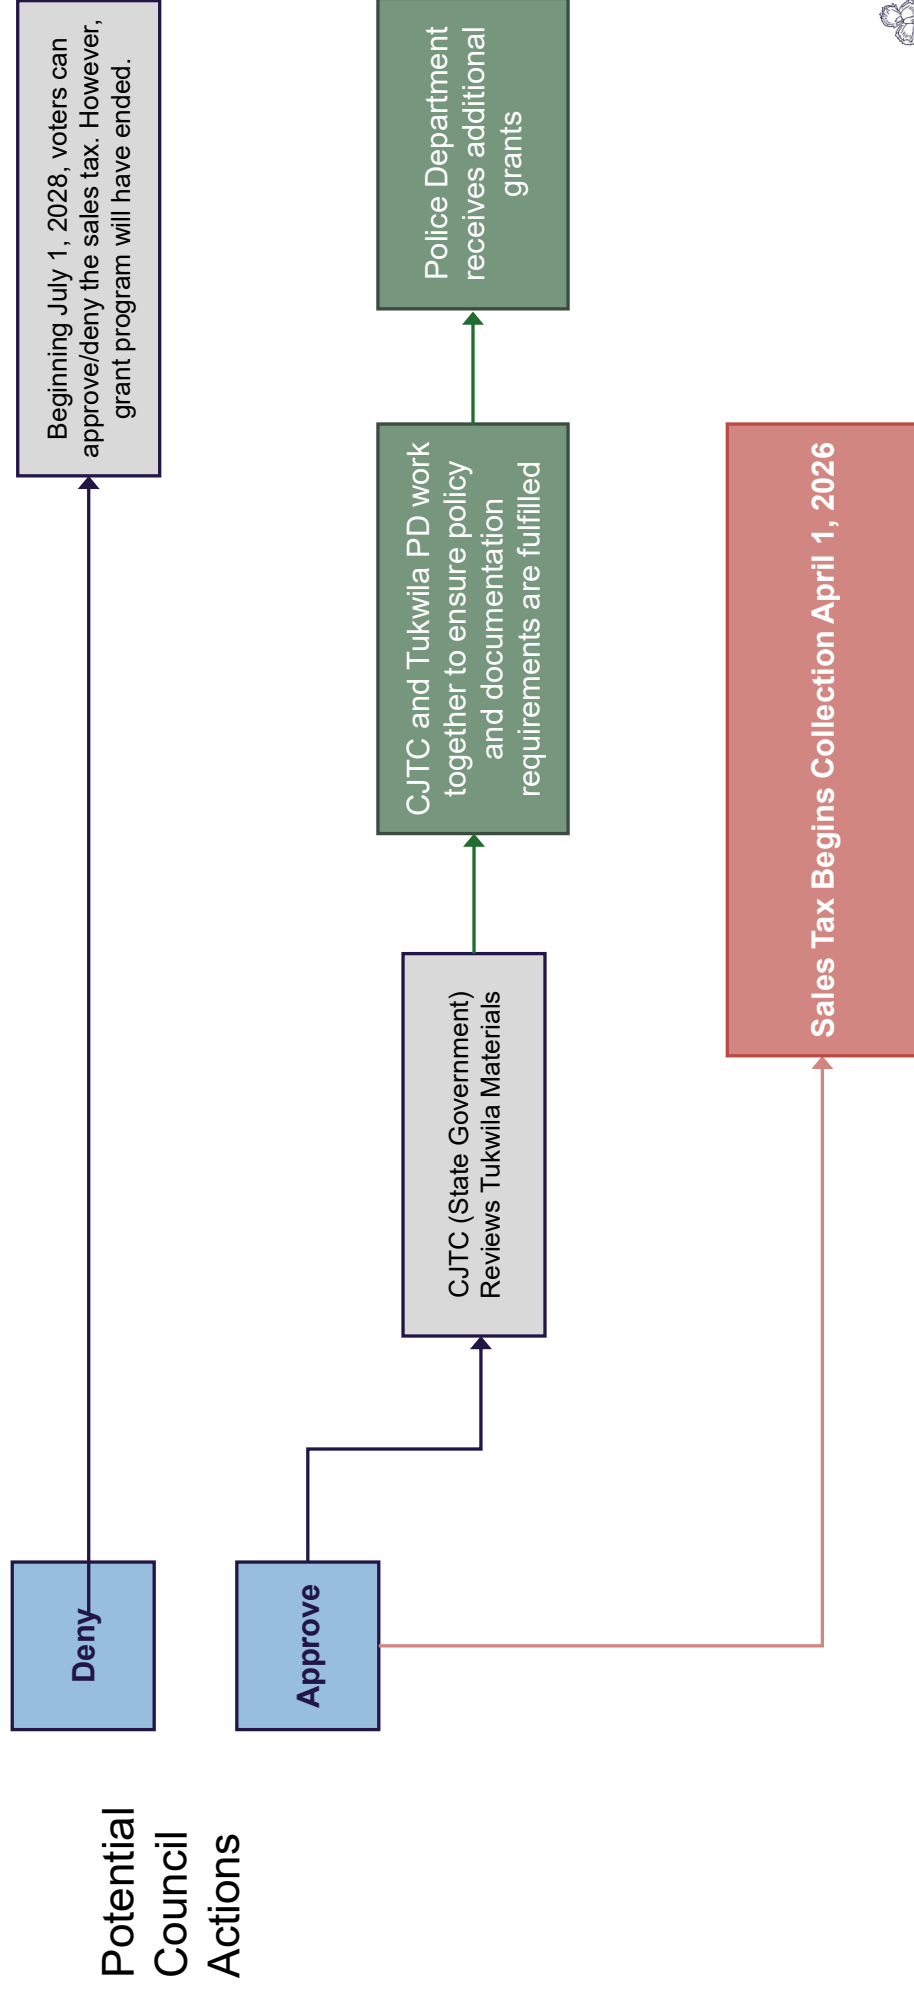 Potential
Council
Actions
Deny
Beginning July 1, 2028, voters can
approve/deny the sales tax. However,
grant program will have ended.
Approve
CJTC (State Government)
Reviews Tukwila Materials
CJTC and Tukwila PD work
together to ensure policy
and documentation
requirements are fulfilled
Police Department
receives additional
grants
Sales Tax Begins Collection April 1, 2026